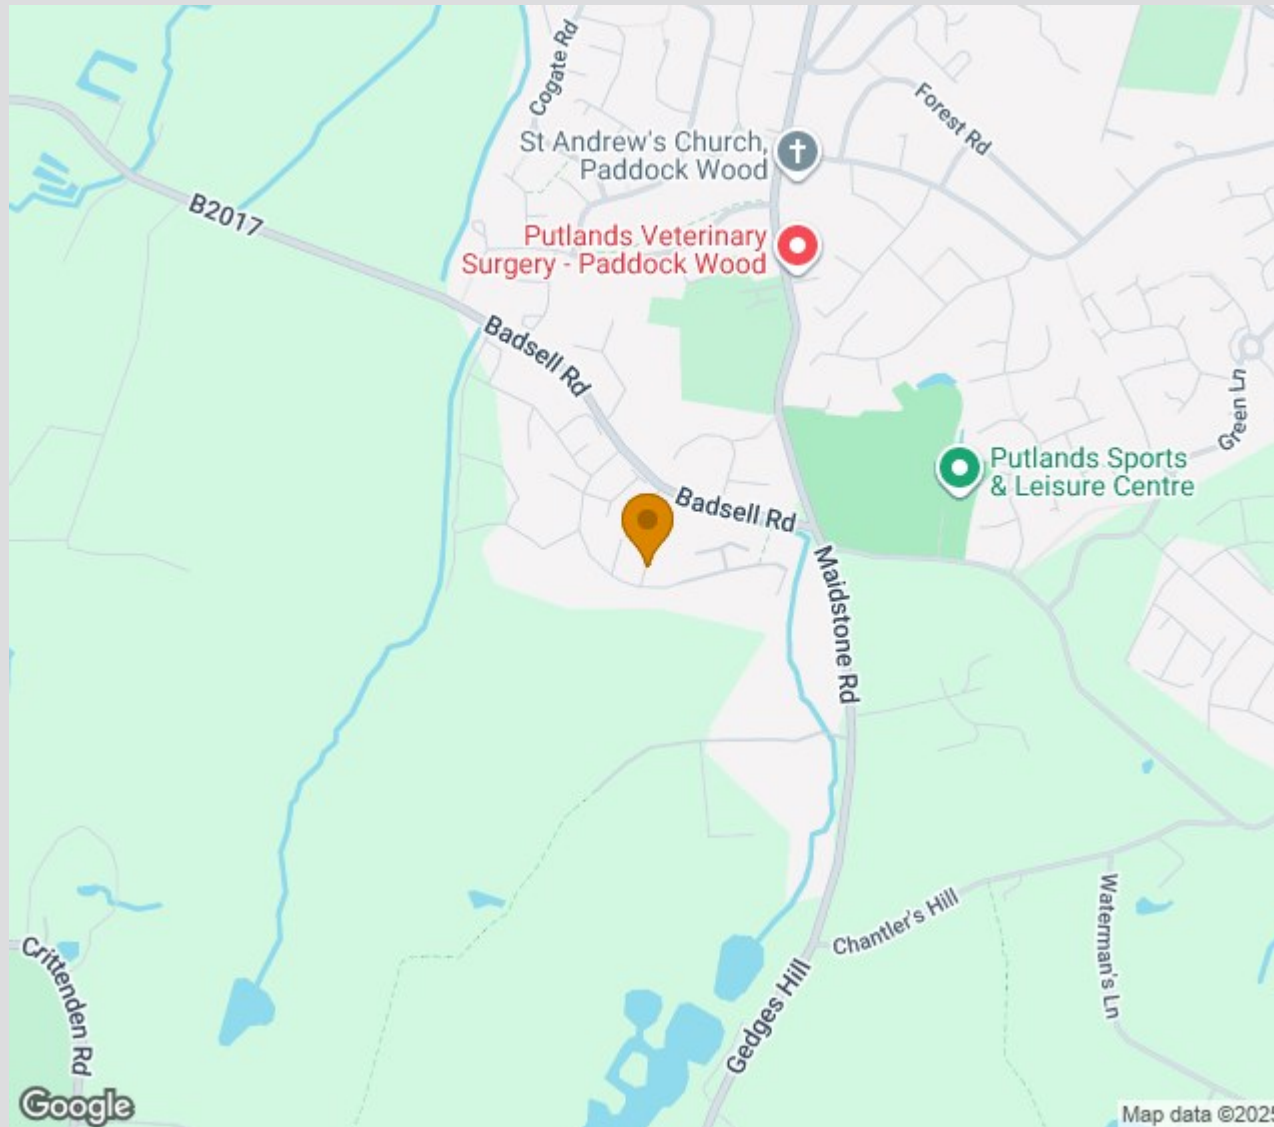 Cogate Rd
Forest Rd
St Andrew's Church,
Paddock Wood
B2017
Putlands Veterinary
Surgery - Paddock Wood
Badsell Rd
Green Ln
Putlands Sports
& Leisure Centre
Badsell Rd
Maidstone Rd
Chantler's Hill
Waterman's Ln
Crittenden Rd
Gedges Hill
Google
Map data ©2025